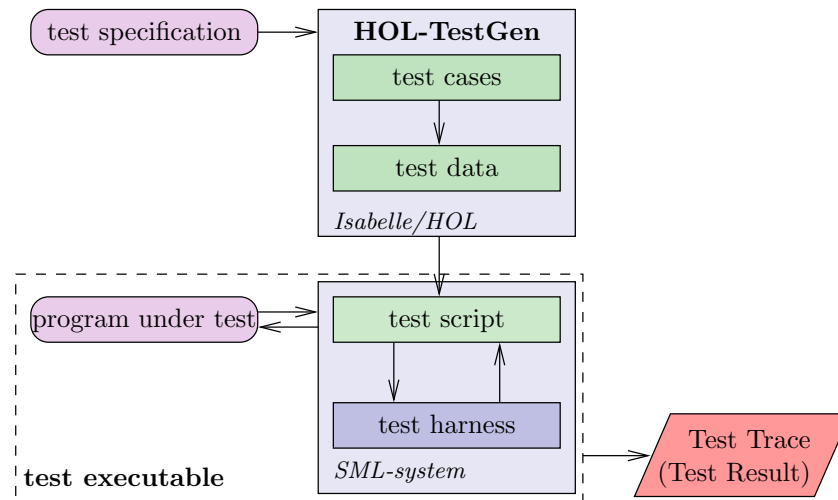 test specification
HOL-TestGen
test cases
test data
Isabelle/HOL
program under test
test script
test harness
SML-system
test executable
Test Trace
(Test Result)